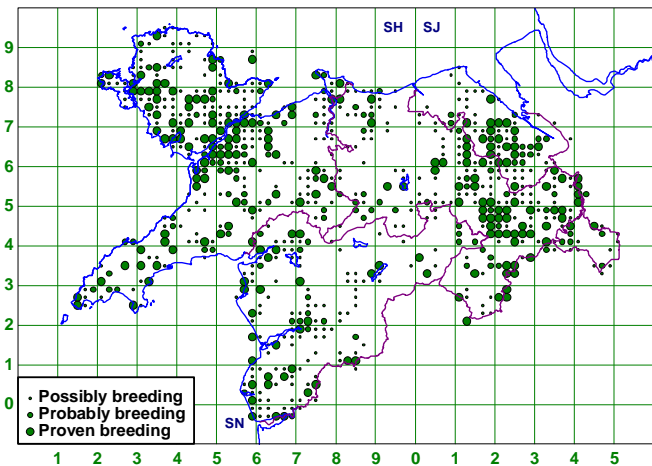 SH SJ
9
8
7
6
5
4
3
2
1
0
Possibly breeding
Probably breeding
Proven breeding
SN
1 2 3 4 5 6 7 8 9 0 1 2 3 4 5